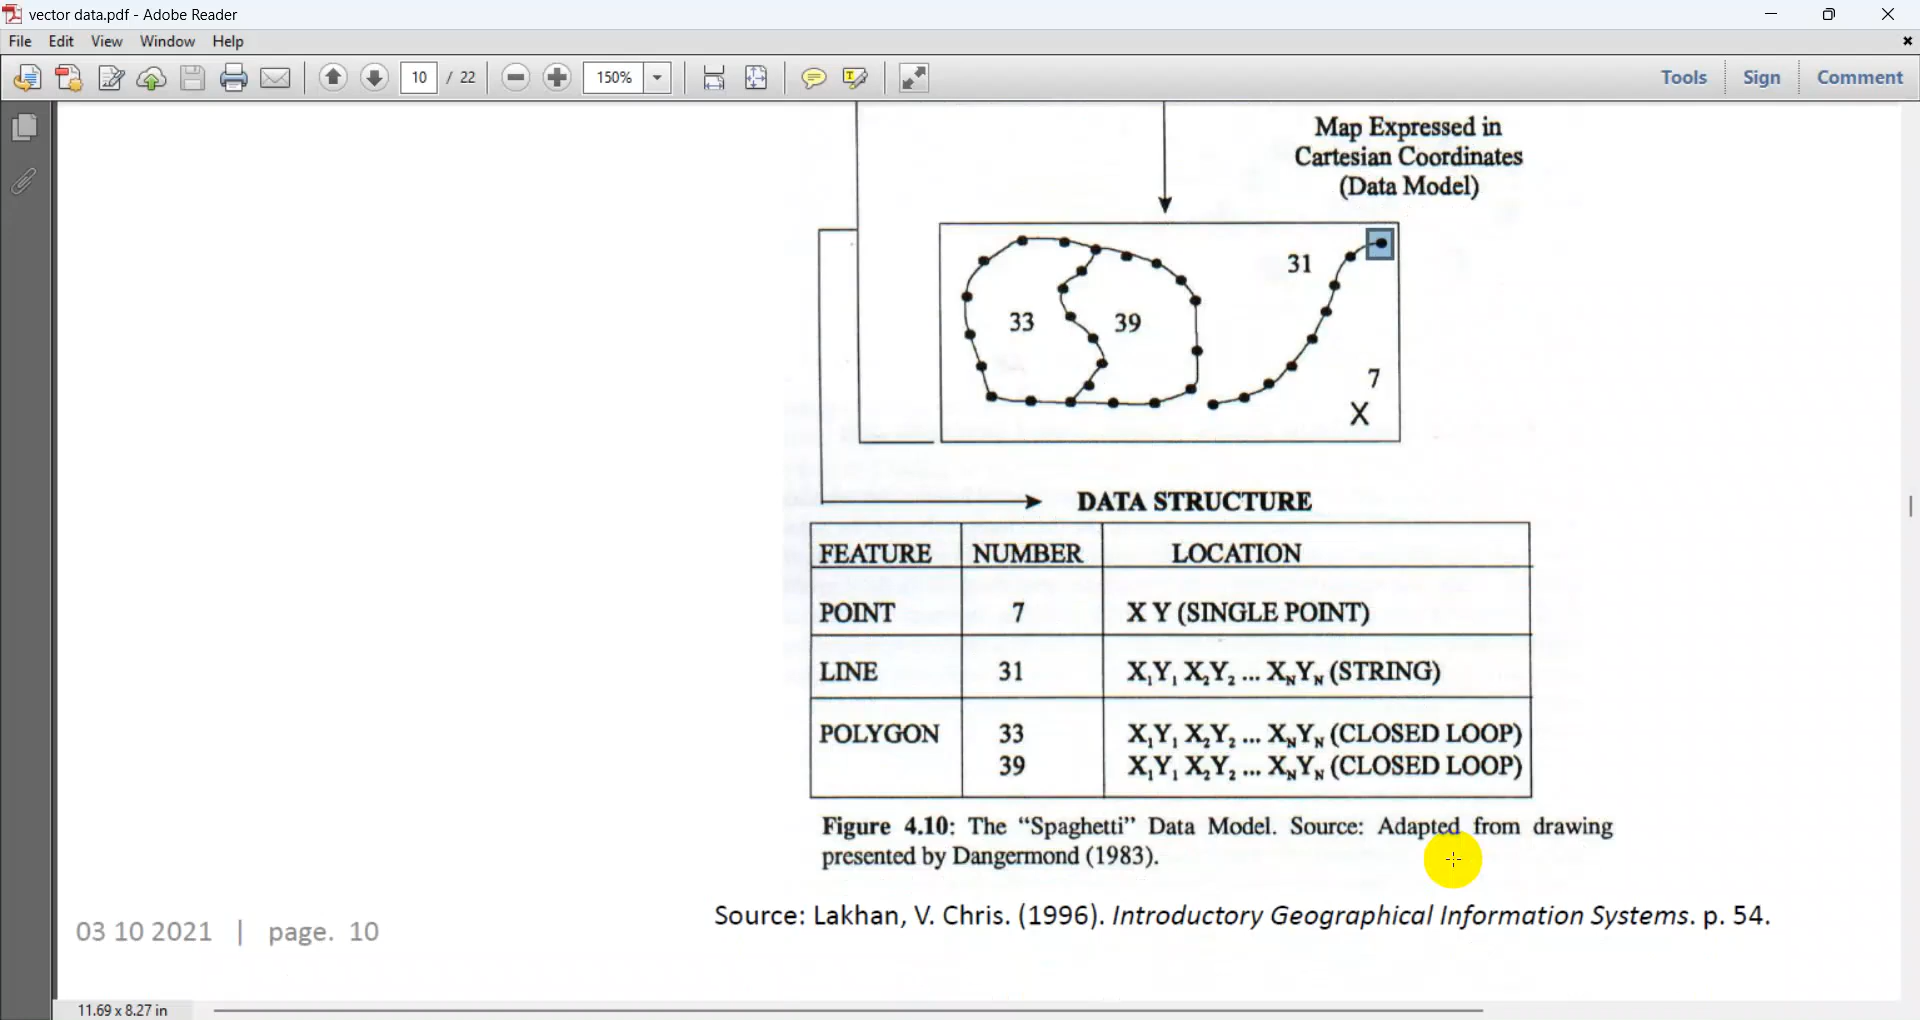 vector data.pdf - Adobe Reader
File Edit View Window Help
10 / 22 150% Tools Sign Comment
Map Expressed in
Cartesian Coordinates
(Data Model)
31
33 39
7
X
DATA STRUCTURE
FEATURE NUMBER LOCATION
POINT 7 X Y (SINGLE POINT)
LINE 31 X₁Y₁ X₂Y₂ ... XₙYₙ (STRING)
POLYGON 33 X₁Y₁ X₂Y₂ ... XₙYₙ (CLOSED LOOP)
39 X₁Y₁ X₂Y₂ ... XₙYₙ (CLOSED LOOP)
Figure 4.10: The “Spaghetti” Data Model. Source: Adapted from drawing
presented by Dangermond (1983).
Source: Lakhan, V. Chris. (1996). Introductory Geographical Information Systems. p. 54.
03 10 2021 | page. 10
11.69 x 8.27 in